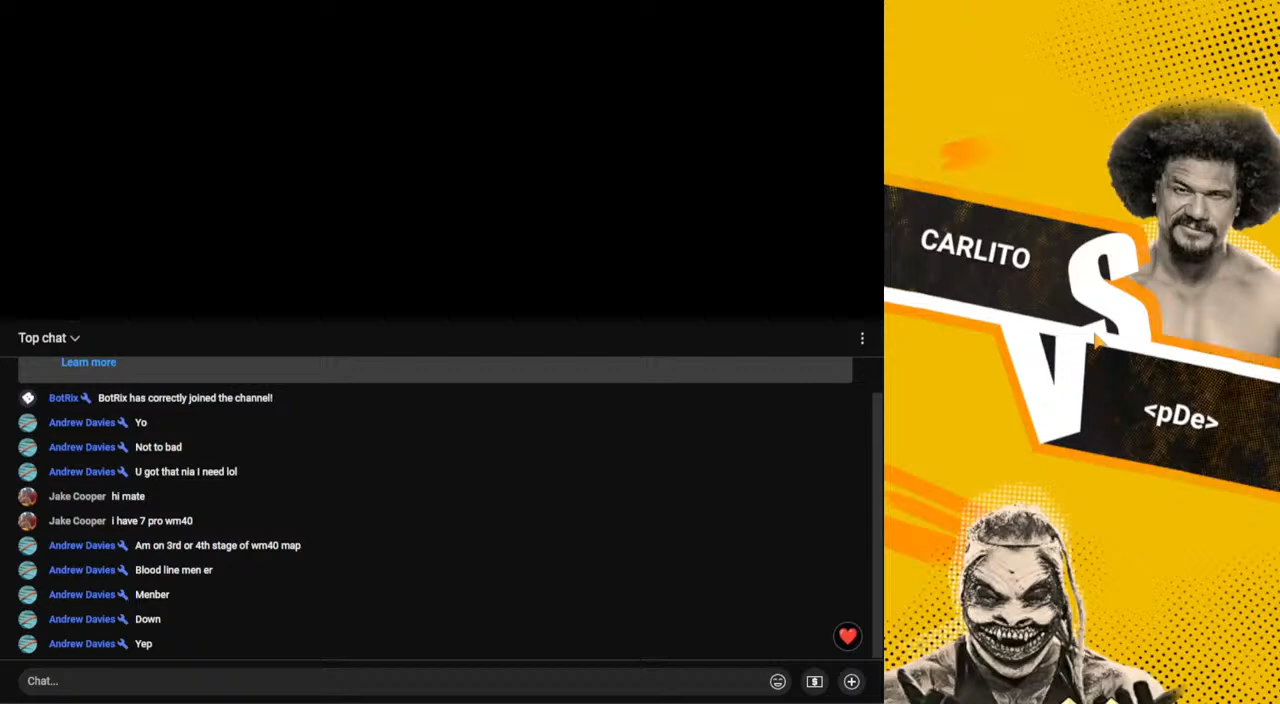 Top chat
Learn more
BotRix BotRix has correctly joined the channel!
Andrew Davies Yo
Andrew Davies Not to bad
Andrew Davies U got that nia I need lol
Jake Cooper hi mate
Jake Cooper i have 7 pro wm40
Andrew Davies Am on 3rd or 4th stage of wm40 map
Andrew Davies Blood line men er
Andrew Davies Menber
Andrew Davies Down
Andrew Davies Yep
Chat...
CARLITO
VS
<pDe>